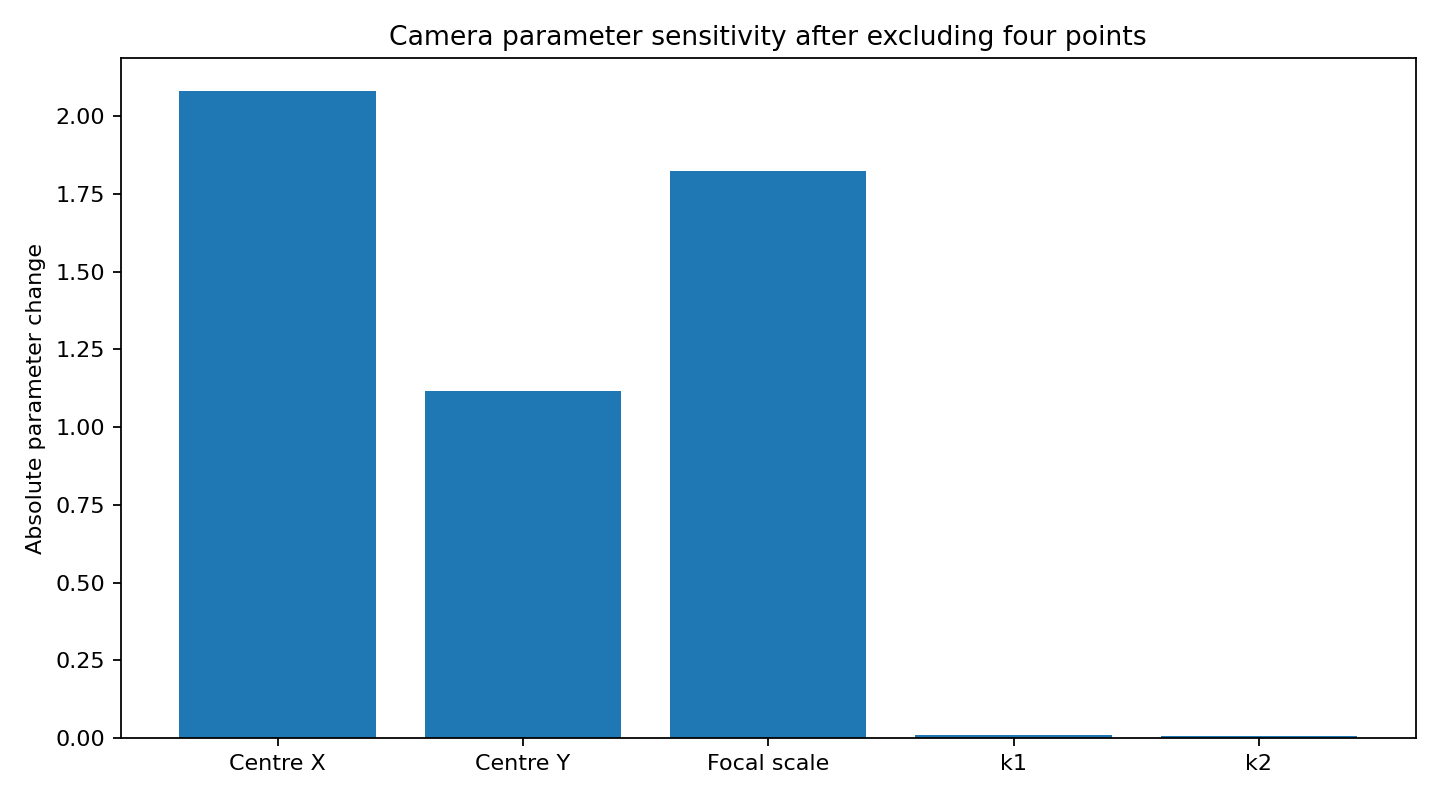 Camera parameter sensitivity after excluding four points
Absolute parameter change
2.00
1.75
1.50
1.25
1.00
0.75
0.50
0.25
0.00
Centre X
Centre Y
Focal scale
k1
k2